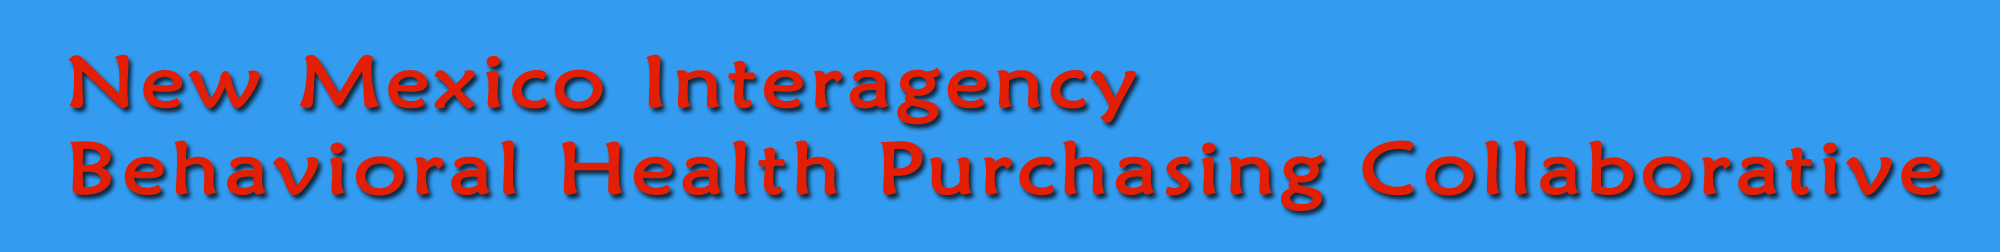 New Mexico Interagency
Behavioral Health Purchasing Collaborative